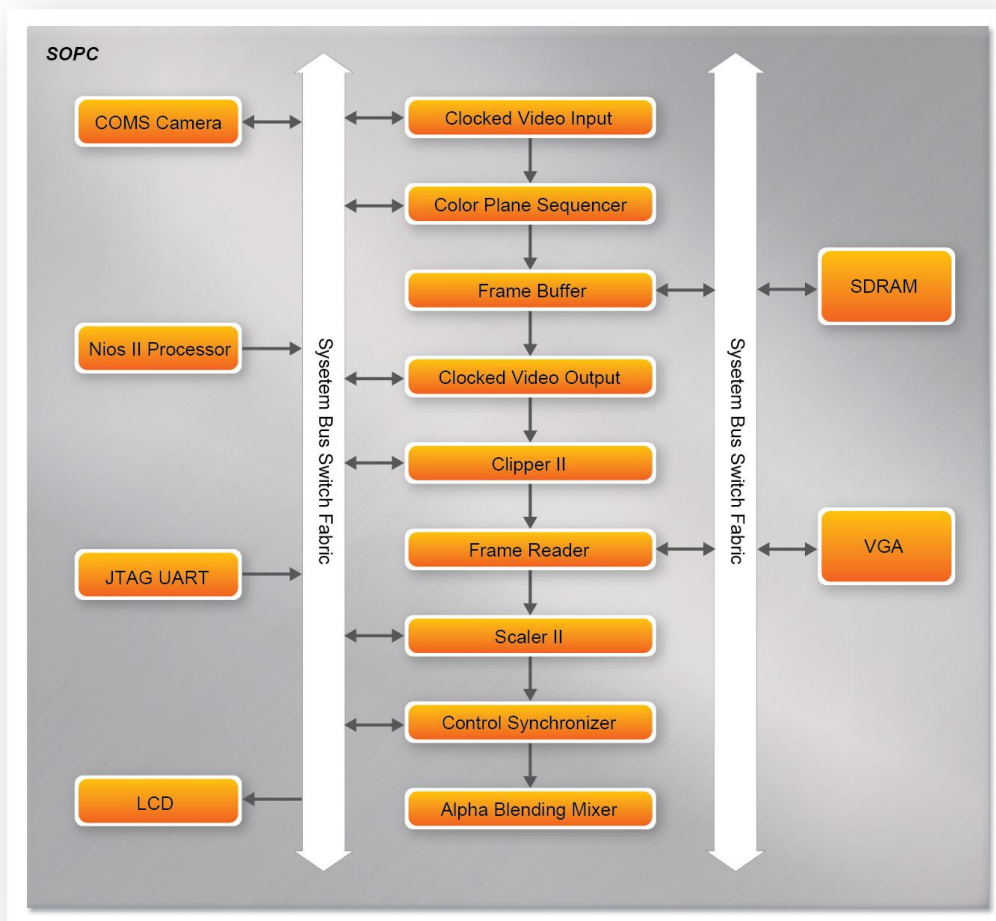 SOPC
COMS Camera
Nios II Processor
JTAG UART
LCD
Sysetem Bus Switch Fabric
Clocked Video Input
Color Plane Sequencer
Frame Buffer
Clocked Video Output
Clipper II
Frame Reader
Scaler II
Control Synchronizer
Alpha Blending Mixer
Sysetem Bus Switch Fabric
SDRAM
VGA